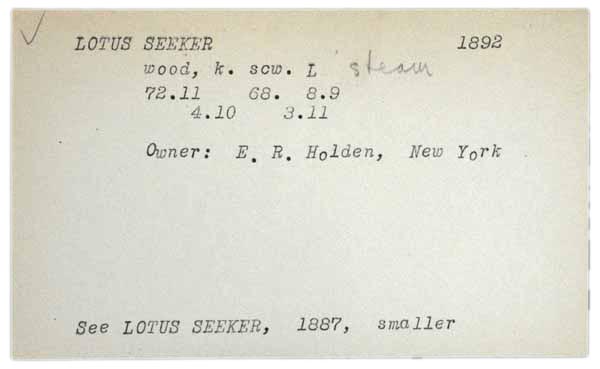 LOTUS SEEKER 1892
wood, k. scw. L steam
72.11 68. 8.9
4.10 3.11
Owner: E. R. Holden, New York
See LOTUS SEEKER, 1887, smaller